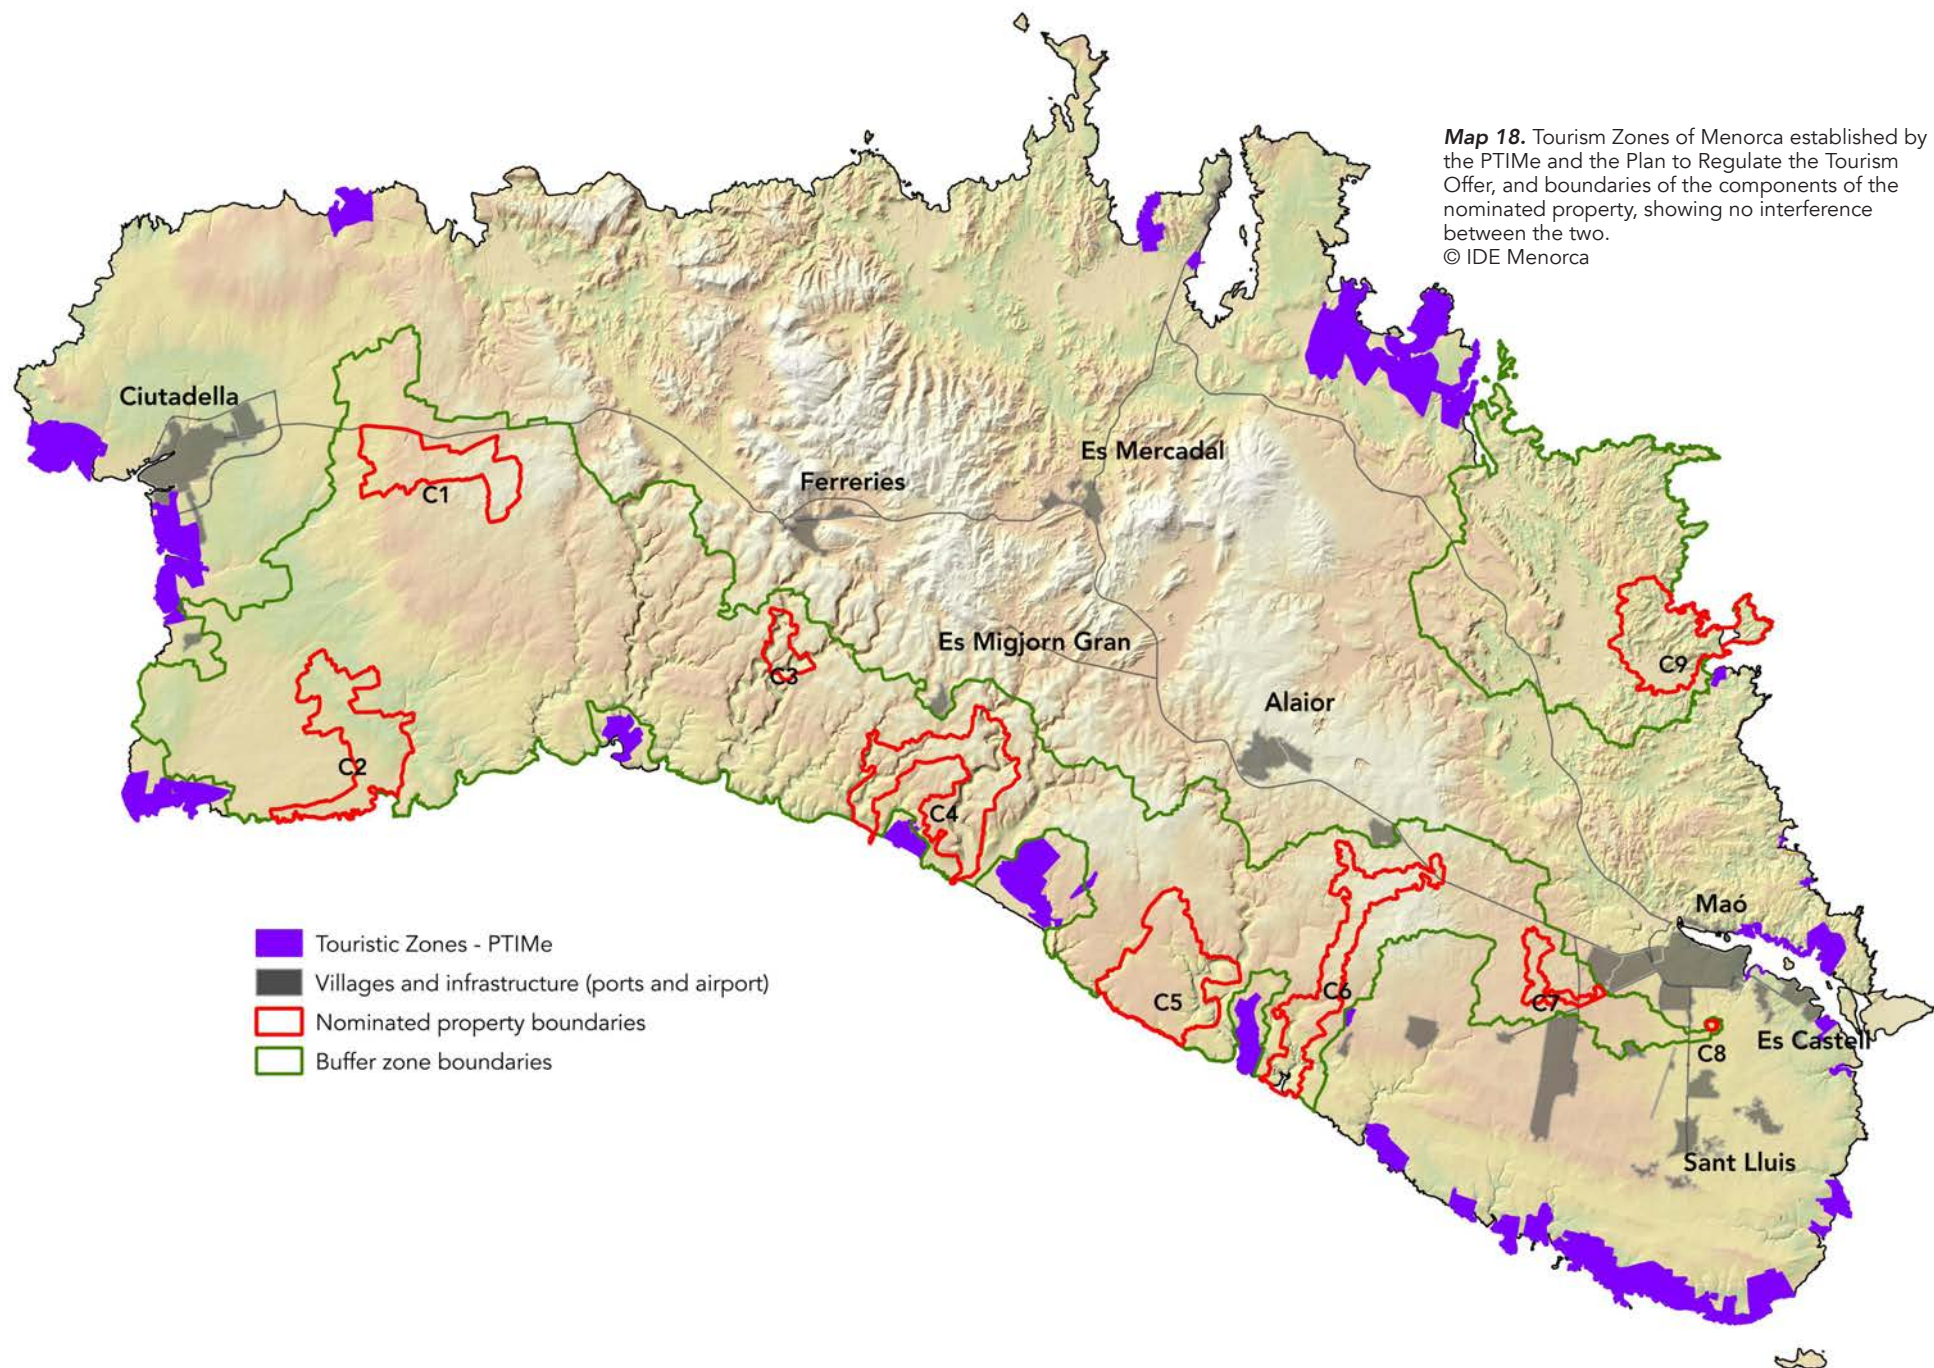 Map 18. Tourism Zones of Menorca established by
the PTIMe and the Plan to Regulate the Tourism
Offer, and boundaries of the components of the
nominated property, showing no interference
between the two.
© IDE Menorca
Ciutadella
Es Mercadal
Ferreries
C1
Es Migjorn Gran
C3
C9
Alaior
C2
C4
Maó
C5
C6
C7
C8
Es Castell
Sant Lluis
Touristic Zones - PTIMe
Villages and infrastructure (ports and airport)
Nominated property boundaries
Buffer zone boundaries